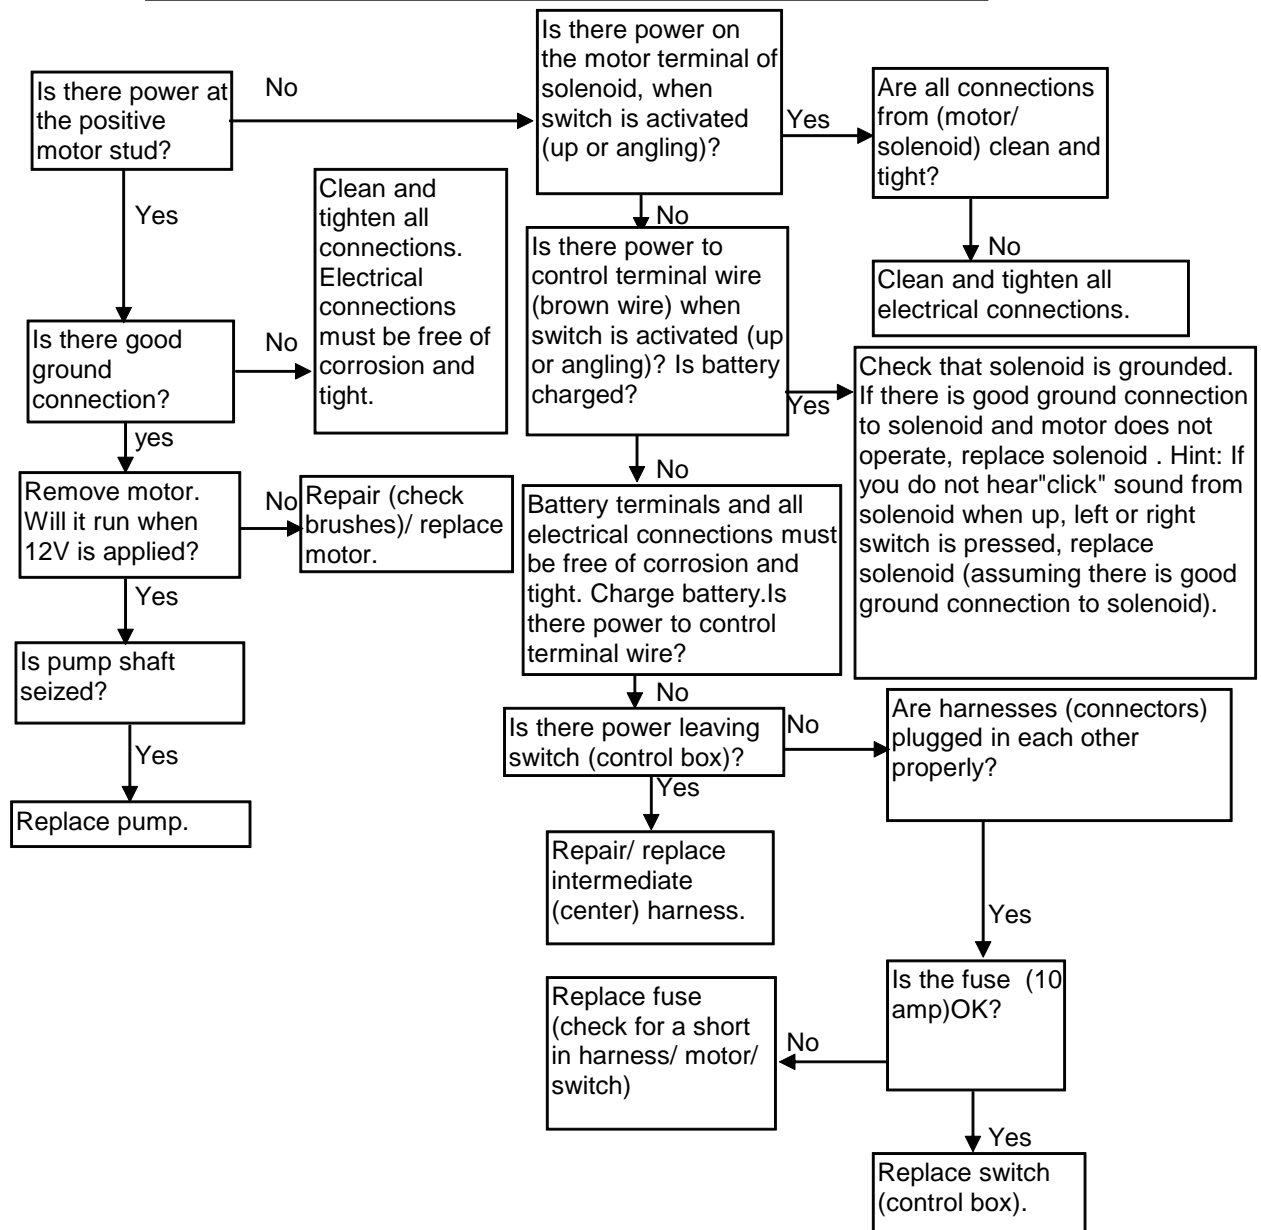 Is there power on
the motor terminal of
solenoid, when
switch is activated
(up or angling)?
Is there power at
the positive
motor stud?
No
Yes
Are all connections
from (motor/
solenoid) clean and
tight?
Yes
Clean and
tighten all
connections.
Electrical
connections
must be free of
corrosion and
tight.
No
No
Is there power to
control terminal wire
(brown wire) when
switch is activated (up
or angling)? Is battery
charged?
Clean and tighten all
electrical connections.
Is there good
ground
connection?
No
Yes
Check that solenoid is grounded.
If there is good ground connection
to solenoid and motor does not
operate, replace solenoid . Hint: If
you do not hear"click" sound from
solenoid when up, left or right
switch is pressed, replace
solenoid (assuming there is good
ground connection to solenoid).
yes
No
Remove motor.
Will it run when
12V is applied?
No
Repair (check
brushes)/ replace
motor.
Battery terminals and all
electrical connections must
be free of corrosion and
tight. Charge battery.Is
there power to control
terminal wire?
Yes
Is pump shaft
seized?
No
Is there power leaving
switch (control box)?
No
Are harnesses (connectors)
plugged in each other
properly?
Yes
Yes
Replace pump.
Repair/ replace
intermediate
(center) harness.
Yes
Is the fuse  (10
amp)OK?
No
Replace fuse
(check for a short
in harness/ motor/
switch)
Yes
Replace switch
(control box).